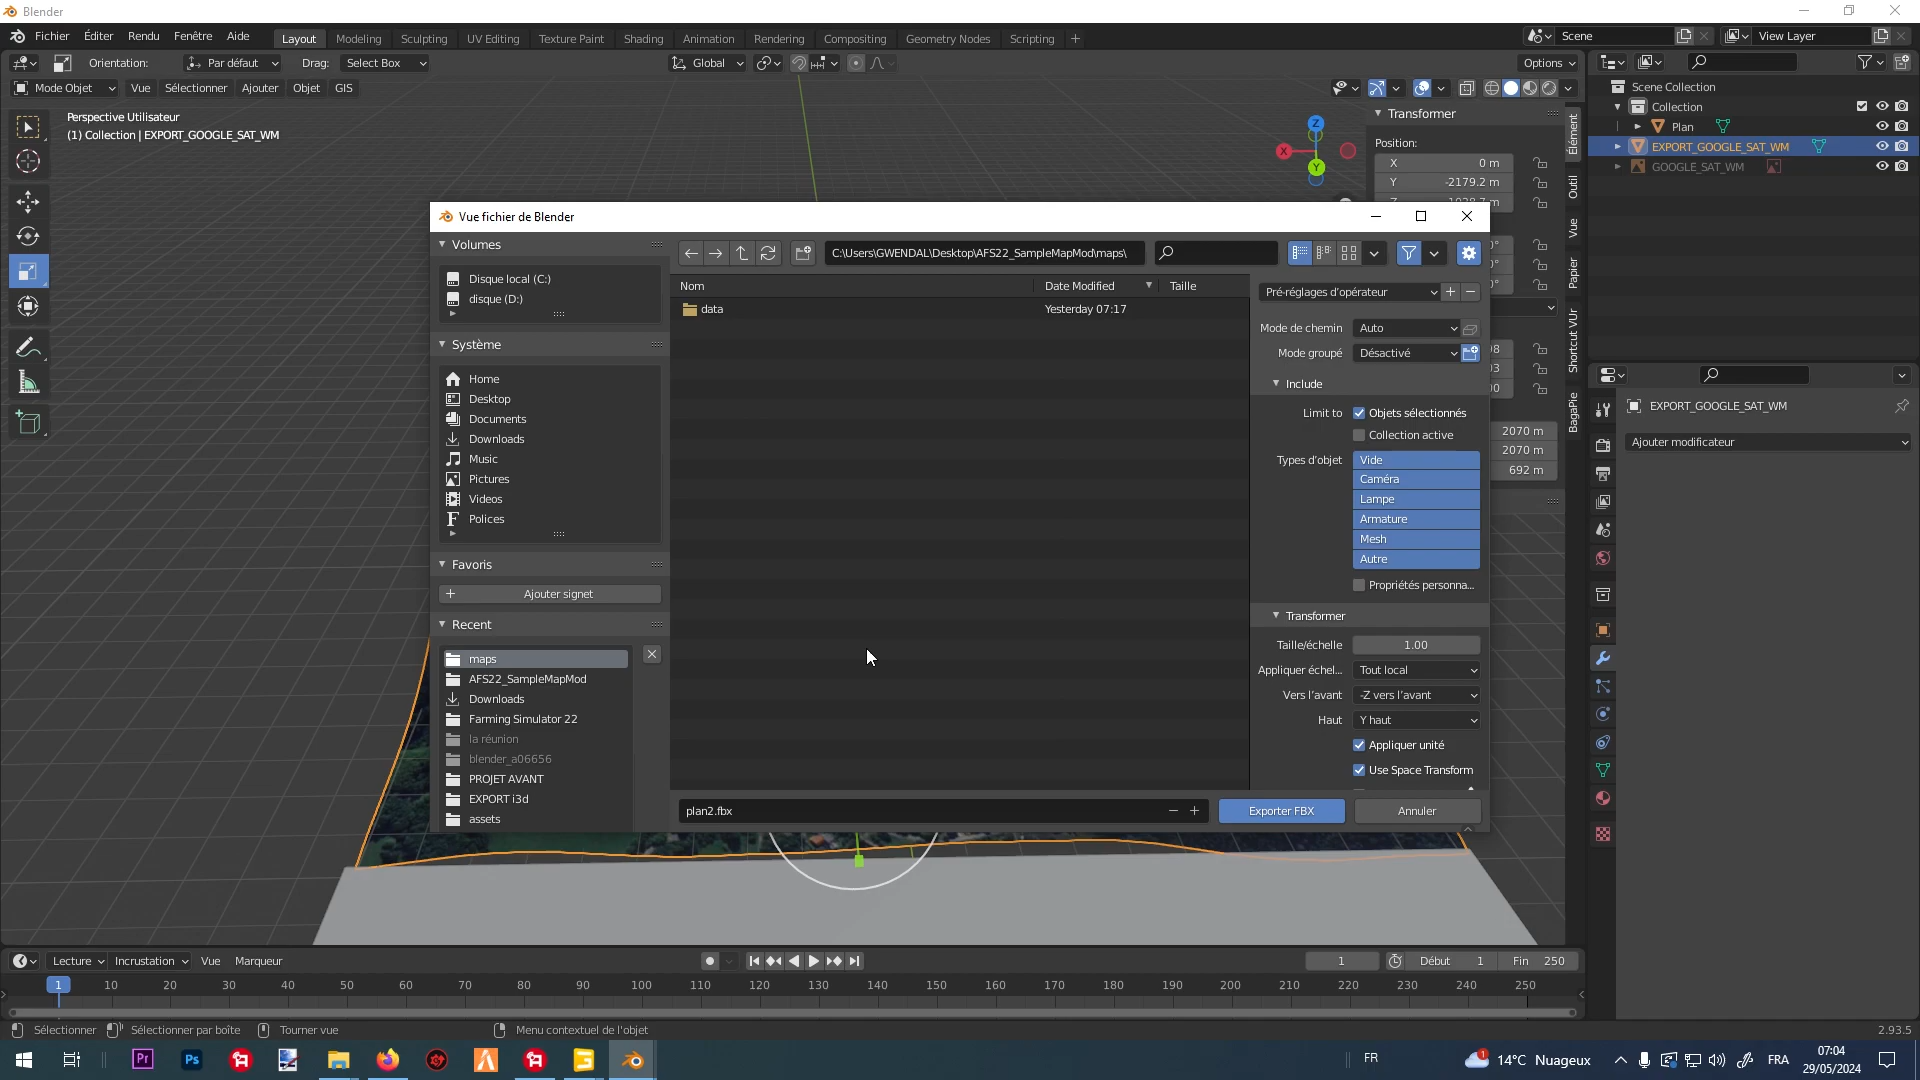 Blender
Fichier Éditer Rendu Fenêtre Aide Layout Modeling Sculpting UV Editing Texture Paint Shading Animation Rendering Compositing Geometry Nodes Scripting + Scene View Layer
Orientation: Par défaut Drag: Select Box Global Options
Mode Objet Vue Sélectionner Ajouter Objet GIS
Perspective Utilisateur
(1) Collection | EXPORT_GOOGLE_SAT_WM
Z
X
Y
Transformer
Position:
X 0 m
Y -2179.2 m
2070 m
2070 m
692 m
Élément
Outil
Vue
Papier
Shortcut VUr
BagaPie
Scene Collection
Collection
Plan
EXPORT_GOOGLE_SAT_WM
GOOGLE_SAT_WM
EXPORT_GOOGLE_SAT_WM
Ajouter modificateur
Vue fichier de Blender
Volumes
Disque local (C:)
disque (D:)
Système
Home
Desktop
Documents
Downloads
Music
Pictures
Videos
Polices
Favoris
Ajouter signet
Recent
maps
AFS22_SampleMapMod
Downloads
Farming Simulator 22
la réunion
blender_a06656
PROJET AVANT
EXPORT i3d
assets
C:\Users\GWENDAL\Desktop\AFS22_SampleMapMod\maps\
Nom Date Modified Taille
data Yesterday 07:17
Pré-réglages d'opérateur
Mode de chemin Auto
Mode groupé Désactivé
Include
Limit to Objets sélectionnés
Collection active
Types d'objet Vide
Caméra
Lampe
Armature
Mesh
Autre
Propriétés personna...
Transformer
Taille/échelle 1.00
Appliquer échel... Tout local
Vers l'avant -Z vers l'avant
Haut Y haut
Appliquer unité
Use Space Transform
plan2.fbx Exporter FBX Annuler
Lecture Incrustation Vue Marqueur 1 Début 1 Fin 250
1 10 20 30 40 50 60 70 80 90 100 110 120 130 140 150 160 170 180 190 200 210 220 230 240 250
Sélectionner Sélectionner par boîte Tourner vue Menu contextuel de l'objet 2.93.5
Pr Ps FR 1 14°C Nuageux FRA 07:04
29/05/2024